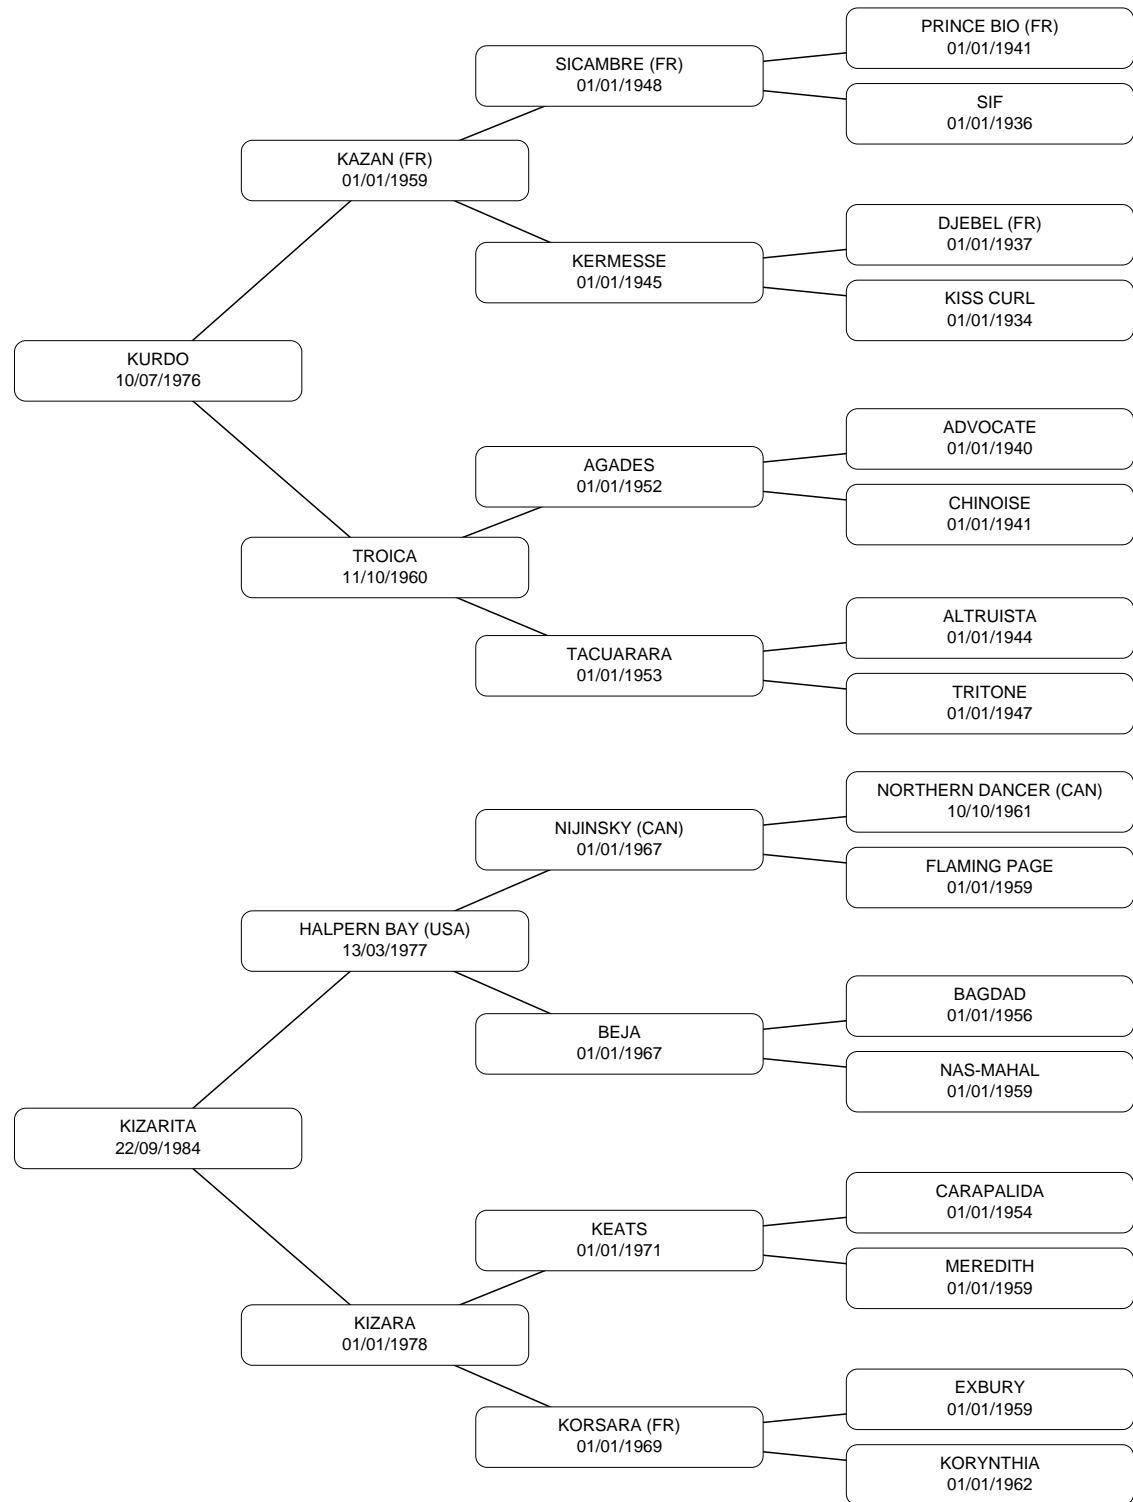 PRINCE BIO (FR)
01/01/1941
SICAMBRE (FR)
01/01/1948
SIF
01/01/1936
KAZAN (FR)
01/01/1959
DJEBEL (FR)
01/01/1937
KERMESSE
01/01/1945
KISS CURL
01/01/1934
KURDO
10/07/1976
ADVOCATE
01/01/1940
AGADES
01/01/1952
CHINOISE
01/01/1941
TROICA
11/10/1960
ALTRUISTA
01/01/1944
TACUARARA
01/01/1953
TRITONE
01/01/1947
NORTHERN DANCER (CAN)
10/10/1961
NIJINSKY (CAN)
01/01/1967
FLAMING PAGE
01/01/1959
HALPERN BAY (USA)
13/03/1977
BAGDAD
01/01/1956
BEJA
01/01/1967
NAS-MAHAL
01/01/1959
KIZARITA
22/09/1984
CARAPALIDA
01/01/1954
KEATS
01/01/1971
MEREDITH
01/01/1959
KIZARA
01/01/1978
EXBURY
01/01/1959
KORSARA (FR)
01/01/1969
KORYNTHIA
01/01/1962